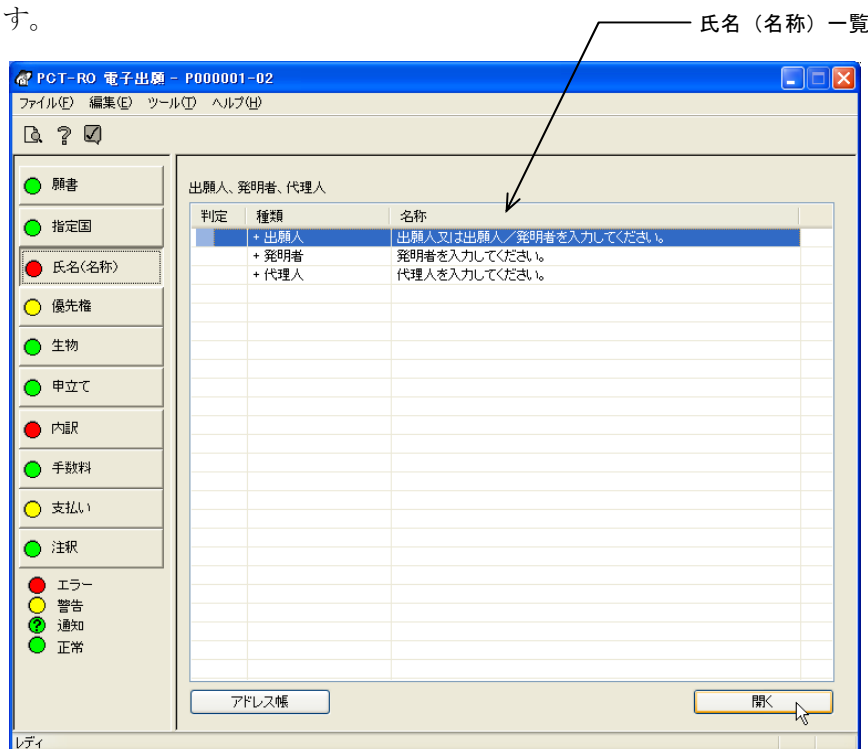 す。
氏名（名称）一覧
PCT-RO 電子出願 - P000001-02
ファイル(F) 編集(E) ツール(T) ヘルプ(H)
願書
指定国
氏名(名称)
優先権
生物
申立て
内訳
手数料
支払い
注釈
エラー
警告
通知
正常
出願人、発明者、代理人
判定 種類 名称
+ 出願人 出願人又は出願人／発明者を入力してください。
+ 発明者 発明者を入力してください。
+ 代理人 代理人を入力してください。
アドレス帳 開く
レディ